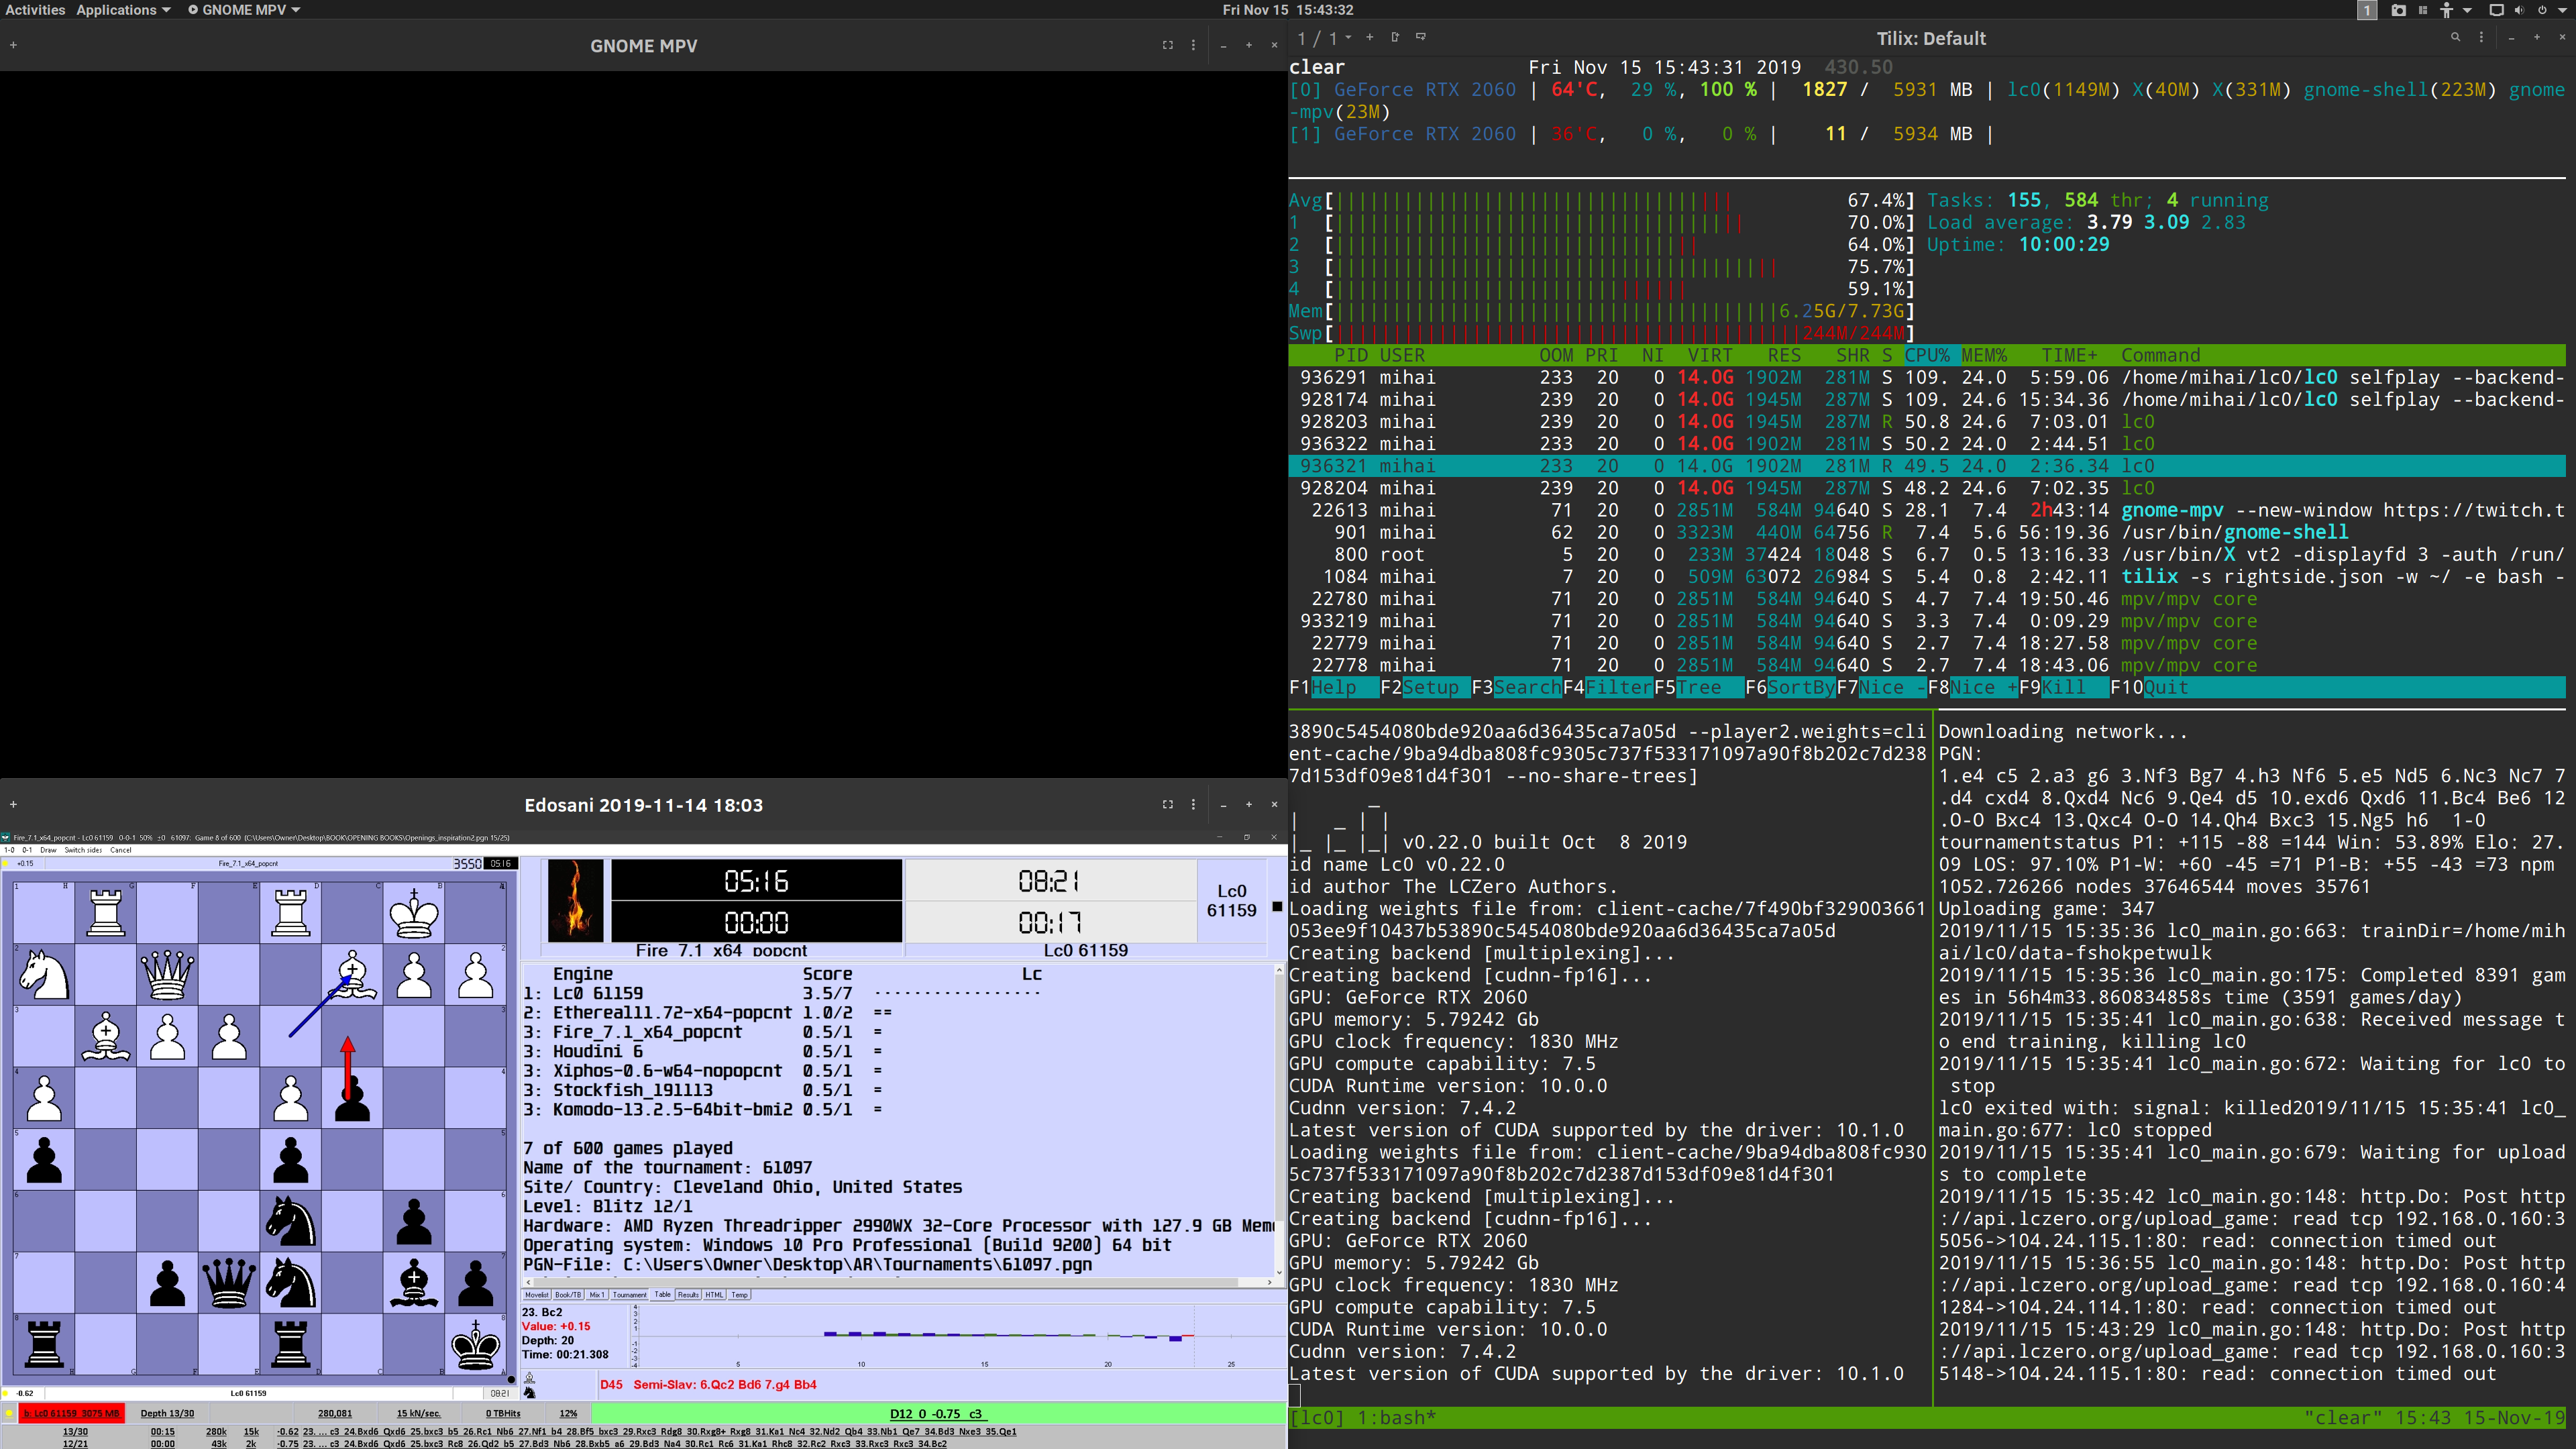 Activities Applications GNOME MPV
Fri Nov 15 15:43:32
1
GNOME MPV
1 / 1
Tilix: Default
clear Fri Nov 15 15:43:31 2019 430.50
[0] GeForce RTX 2060 | 64'C, 29 %, 100 % | 1827 / 5931 MB | lc0(1149M) X(40M) X(331M) gnome-shell(223M) gnome
-mpv(23M)
[1] GeForce RTX 2060 | 36'C, 0 %, 0 % | 11 / 5934 MB |
Avg[ 67.4%] Tasks: 155, 584 thr; 4 running
1 [ 70.0%] Load average: 3.79 3.09 2.83
2 [ 64.0%] Uptime: 10:00:29
3 [ 75.7%]
4 [ 59.1%]
Mem[ 6.25G/7.73G]
Swp[ 244M/244M]
PID USER OOM PRI NI VIRT RES SHR S CPU% MEM% TIME+ Command
936291 mihai 233 20 0 14.0G 1902M 281M S 109. 24.0 5:59.06 /home/mihai/lc0/lc0 selfplay --backend-
928174 mihai 239 20 0 14.0G 1945M 287M S 109. 24.6 15:34.36 /home/mihai/lc0/lc0 selfplay --backend-
928203 mihai 239 20 0 14.0G 1945M 287M R 50.8 24.6 7:03.01 lc0
936322 mihai 233 20 0 14.0G 1902M 281M S 50.2 24.0 2:44.51 lc0
936321 mihai 233 20 0 14.0G 1902M 281M R 49.5 24.0 2:36.34 lc0
928204 mihai 239 20 0 14.0G 1945M 287M S 48.2 24.6 7:02.35 lc0
22613 mihai 71 20 0 2851M 584M 94640 S 28.1 7.4 2h43:14 gnome-mpv --new-window https://twitch.t
901 mihai 62 20 0 3323M 440M 64756 R 7.4 5.6 56:19.36 /usr/bin/gnome-shell
800 root 5 20 0 233M 37424 18048 S 6.7 0.5 13:16.33 /usr/bin/X vt2 -displayfd 3 -auth /run/
1084 mihai 7 20 0 509M 63072 26984 S 5.4 0.8 2:42.11 tilix -s rightside.json -w ~/ -e bash -
22780 mihai 71 20 0 2851M 584M 94640 S 4.7 7.4 19:50.46 mpv/mpv core
933219 mihai 71 20 0 2851M 584M 94640 S 3.3 7.4 0:09.29 mpv/mpv core
22779 mihai 71 20 0 2851M 584M 94640 S 2.7 7.4 18:27.58 mpv/mpv core
22778 mihai 71 20 0 2851M 584M 94640 S 2.7 7.4 18:43.06 mpv/mpv core
F1Help F2Setup F3SearchF4FilterF5Tree F6SortByF7Nice -F8Nice +F9Kill F10Quit
3890c5454080bde920aa6d36435ca7a05d --player2.weights=cli
ent-cache/9ba94dba808fc9305c737f533171097a90f8b202c7d238
7d153df09e81d4f301 --no-share-trees]
_
| _ | |
|_ |_ |_| v0.22.0 built Oct 8 2019
id name Lc0 v0.22.0
id author The LCZero Authors.
Loading weights file from: client-cache/7f490bf329003661
053ee9f10437b53890c5454080bde920aa6d36435ca7a05d
Creating backend [multiplexing]...
Creating backend [cudnn-fp16]...
GPU: GeForce RTX 2060
GPU memory: 5.79242 Gb
GPU clock frequency: 1830 MHz
GPU compute capability: 7.5
CUDA Runtime version: 10.0.0
Cudnn version: 7.4.2
Latest version of CUDA supported by the driver: 10.1.0
Loading weights file from: client-cache/9ba94dba808fc930
5c737f533171097a90f8b202c7d2387d153df09e81d4f301
Creating backend [multiplexing]...
Creating backend [cudnn-fp16]...
GPU: GeForce RTX 2060
GPU memory: 5.79242 Gb
GPU clock frequency: 1830 MHz
GPU compute capability: 7.5
CUDA Runtime version: 10.0.0
Cudnn version: 7.4.2
Latest version of CUDA supported by the driver: 10.1.0
Downloading network...
PGN:
1.e4 c5 2.a3 g6 3.Nf3 Bg7 4.h3 Nf6 5.e5 Nd5 6.Nc3 Nc7 7
.d4 cxd4 8.Qxd4 Nc6 9.Qe4 d5 10.exd6 Qxd6 11.Bc4 Be6 12
.O-O Bxc4 13.Qxc4 O-O 14.Qh4 Bxc3 15.Ng5 h6 1-0
tournamentstatus P1: +115 -88 =144 Win: 53.89% Elo: 27.
09 LOS: 97.10% P1-W: +60 -45 =71 P1-B: +55 -43 =73 npm
1052.726266 nodes 37646544 moves 35761
Uploading game: 347
2019/11/15 15:35:36 lc0_main.go:663: trainDir=/home/mih
ai/lc0/data-fshokpetwulk
2019/11/15 15:35:36 lc0_main.go:175: Completed 8391 gam
es in 56h4m33.860834858s time (3591 games/day)
2019/11/15 15:35:41 lc0_main.go:638: Received message t
o end training, killing lc0
2019/11/15 15:35:41 lc0_main.go:672: Waiting for lc0 to
stop
lc0 exited with: signal: killed2019/11/15 15:35:41 lc0_
main.go:677: lc0 stopped
2019/11/15 15:35:41 lc0_main.go:679: Waiting for upload
s to complete
2019/11/15 15:35:42 lc0_main.go:148: http.Do: Post http
://api.lczero.org/upload_game: read tcp 192.168.0.160:3
5056->104.24.115.1:80: read: connection timed out
2019/11/15 15:36:55 lc0_main.go:148: http.Do: Post http
://api.lczero.org/upload_game: read tcp 192.168.0.160:4
1284->104.24.114.1:80: read: connection timed out
2019/11/15 15:43:29 lc0_main.go:148: http.Do: Post http
://api.lczero.org/upload_game: read tcp 192.168.0.160:3
5148->104.24.115.1:80: read: connection timed out
[lc0] 1:bash* "clear" 15:43 15-Nov-19
Edosani 2019-11-14 18:03
Fire_7.1_x64_popcnt - Lc0 61159 0-0-1 50% ±0 61097: Game 8 of 600 (C:\Users\Owner\Desktop\BOOK\OPENING BOOKS\Openings_inspiration2.pgn 15/25)
1-0 0-1 Draw Switch sides Cancel
+0.15 Fire_7.1_x64_popcnt 3550 05:16
05:16 08:21
00:00 00:17
Lc0
61159
Fire 7.1 x64 popcnt Lc0 61159
Engine Score Lc
1: Lc0 61159 3.5/7 - - - - - - - - - - - - - - - - -
2: Ethereal11.72-x64-popcnt 1.0/2 ==
3: Fire_7.1_x64_popcnt 0.5/1 =
3: Houdini 6 0.5/1 =
3: Xiphos-0.6-w64-nopopcnt 0.5/1 =
3: Stockfish_191113 0.5/1 =
3: Komodo-13.2.5-64bit-bmi2 0.5/1 =
7 of 600 games played
Name of the tournament: 61097
Site/ Country: Cleveland Ohio, United States
Level: Blitz 12/1
Hardware: AMD Ryzen Threadripper 2990WX 32-Core Processor with 127.9 GB Mem
Operating system: Windows 10 Pro Professional (Build 9200) 64 bit
PGN-File: C:\Users\Owner\Desktop\AR\Tournaments\61097.pgn
Movelist Book/TB Mix 1 Tournament Table Results HTML Temp
23. Bc2
Value: +0.15
Depth: 20
Time: 00:21.308
5 10 15 20 25
D45 Semi-Slav: 6.Qc2 Bd6 7.g4 Bb4
-0.62 Lc0 61159 08:21
b: Lc0 61159 3075 MB Depth 13/30 280,081 15 kN/sec. 0 TBHits 12% D12 0 -0.75 c3
13/30 00:15 280k 15k -0.62 23. ... c3 24.Bxd6 Qxd6 25.bxc3 b5 26.Rc1 Nb6 27.Nf1 b4 28.Bf5 bxc3 29.Rxc3 Rdg8 30.Rxg8+ Rxg8 31.Ka1 Nc4 32.Nd2 Qb4 33.Nb1 Qe7 34.Bd3 Nxe3 35.Qe1
12/21 00:00 43k 2k -0.75 23. ... c3 24.Bxd6 Qxd6 25.bxc3 Rc8 26.Qd2 b5 27.Bd3 Nb6 28.Bxb5 a6 29.Bd3 Na4 30.Rc1 Rc6 31.Ka1 Rhc8 32.Rc2 Rxc3 33.Rxc3 Rxc3 34.Bc2